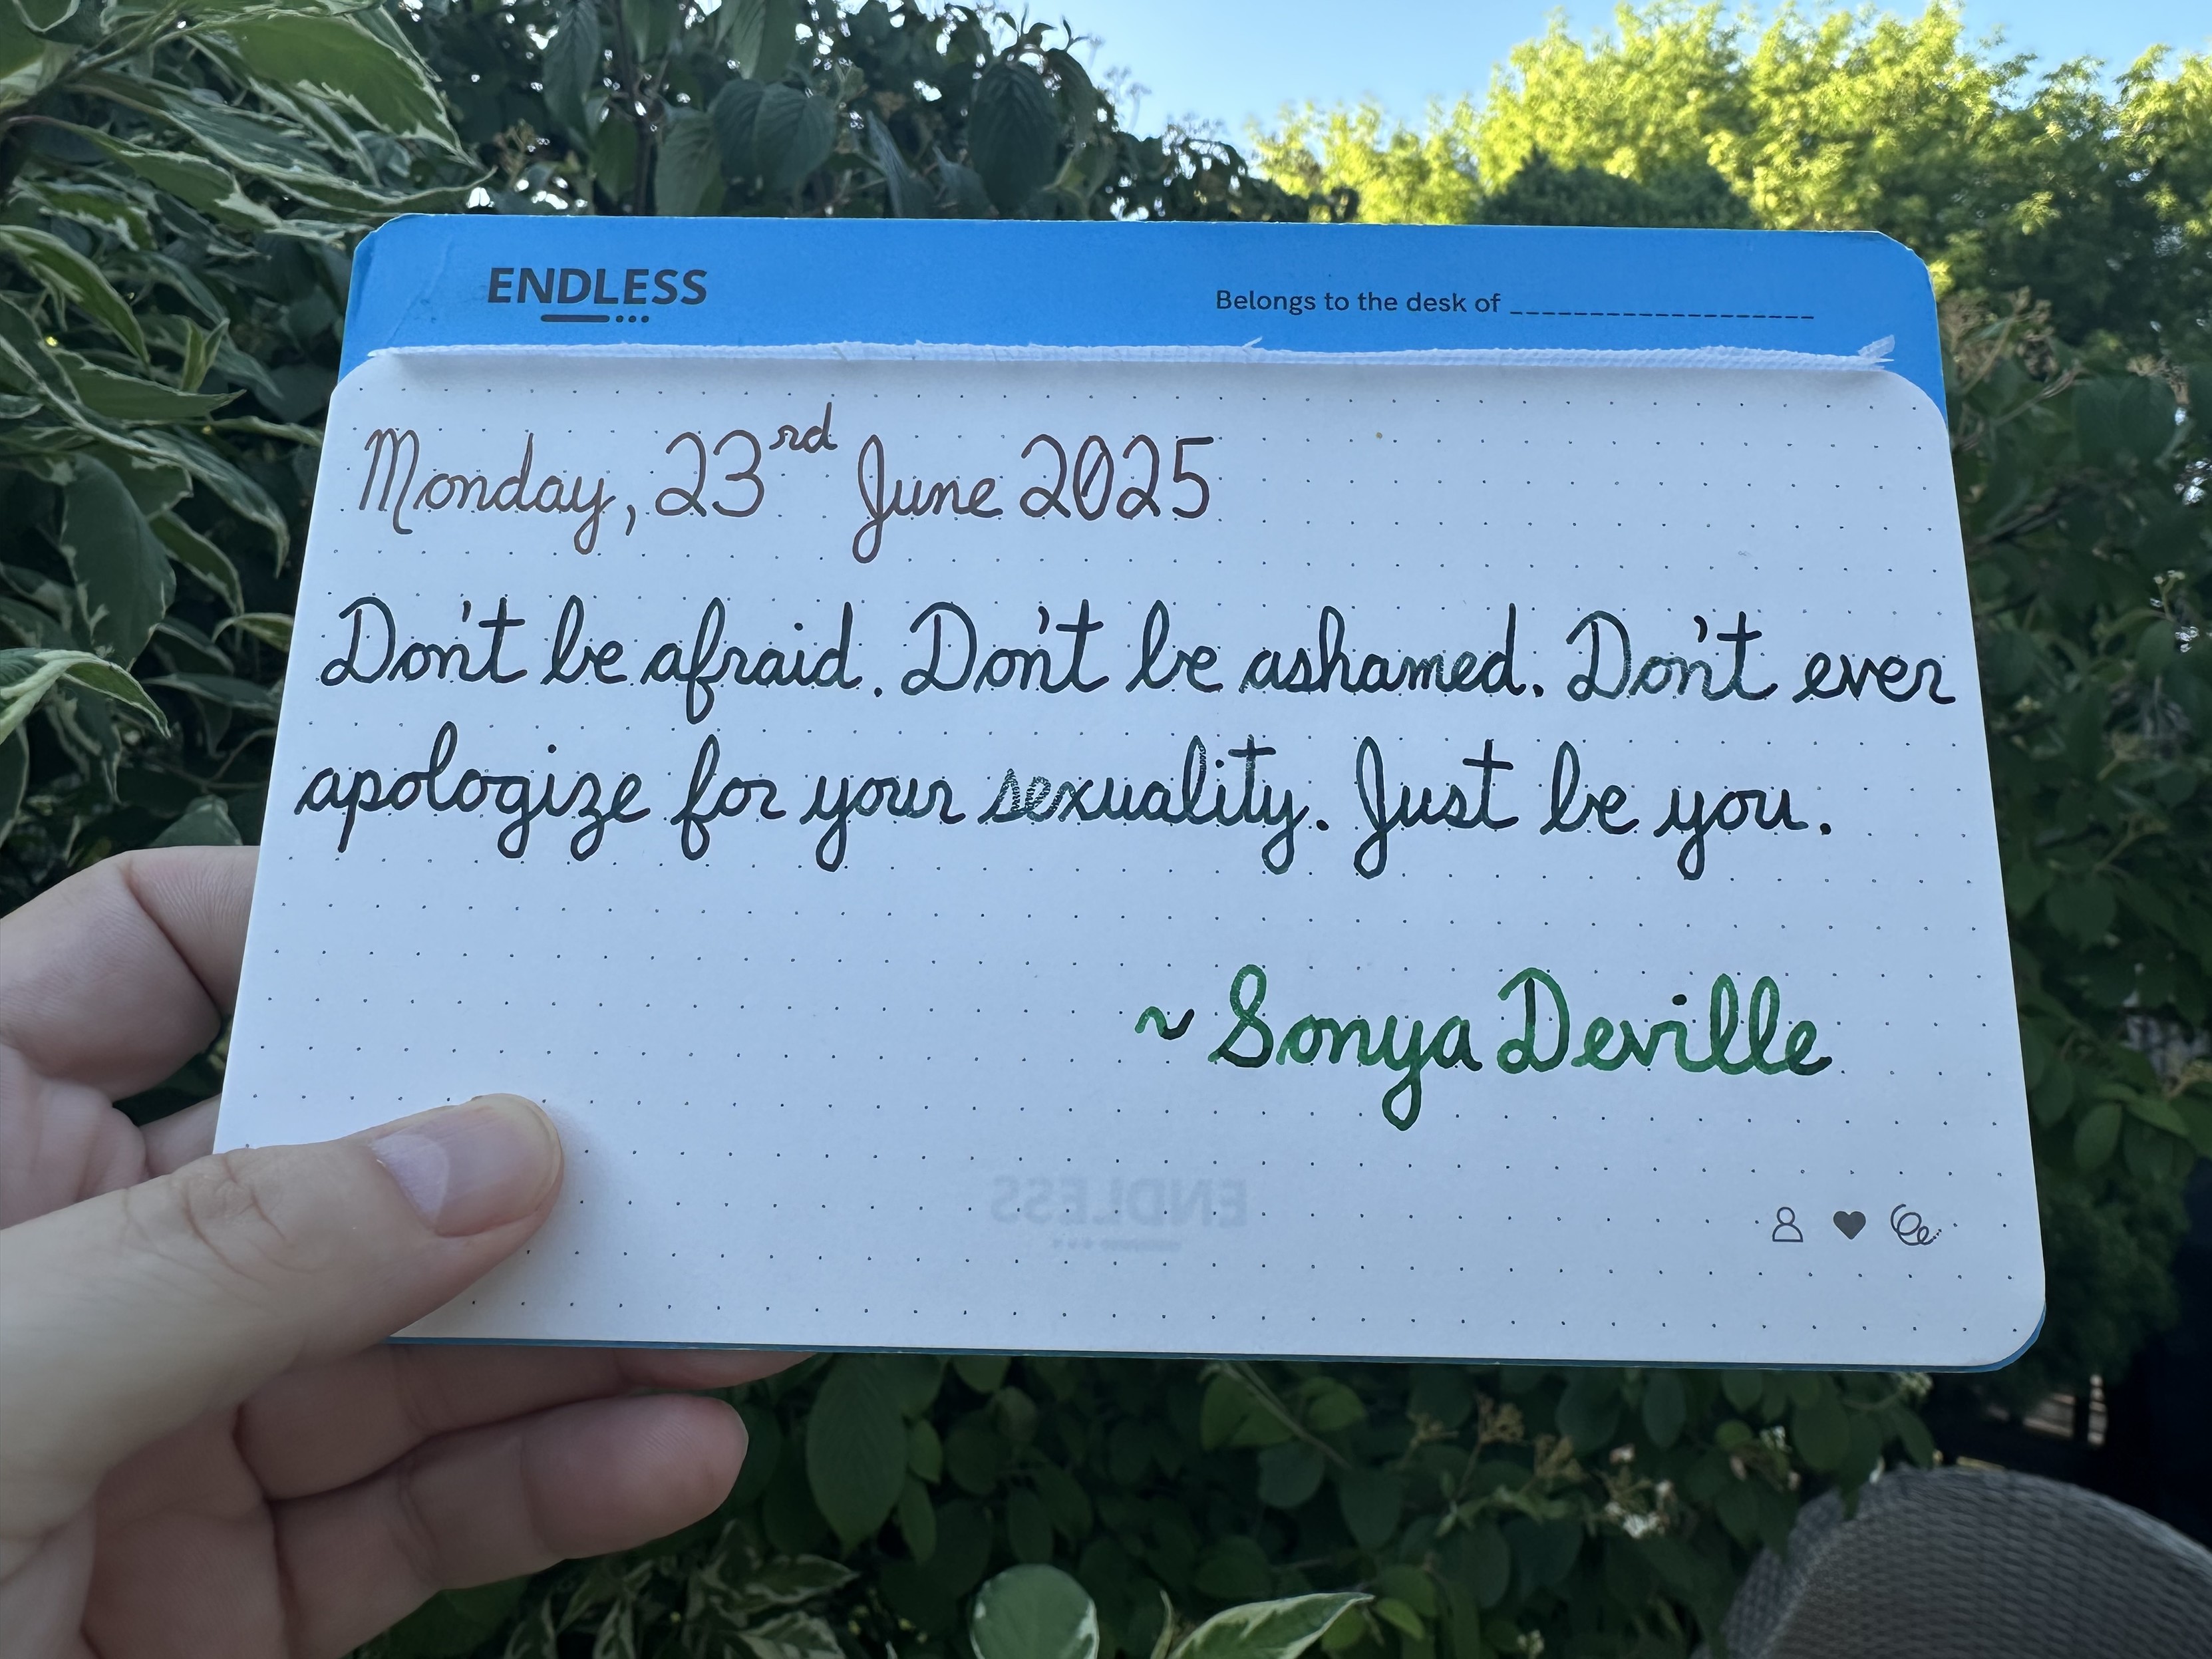 ENDLESS
Belongs to the desk of ___________________
Monday, 23rd June 2025
Don't be afraid. Don't be ashamed. Don't ever
apologize for your sexuality. Just be you.
~ Sonya Deville
ENDLESS